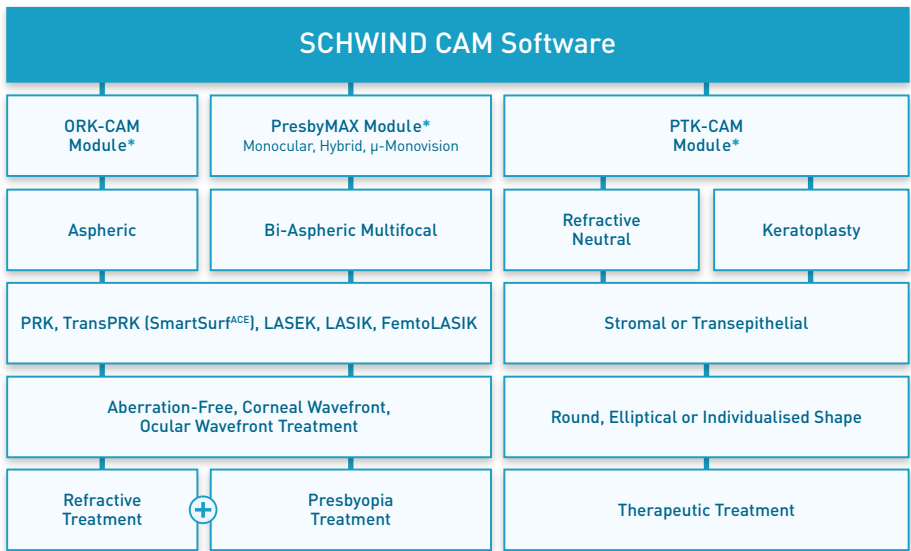 SCHWIND CAM Software
ORK-CAM
Module*
PresbyMAX Module*
Monocular, Hybrid, µ-Monovision
PTK-CAM
Module*
Aspheric
Bi-Aspheric Multifocal
Refractive
Neutral
Keratoplasty
PRK, TransPRK (SmartSurfACE), LASEK, LASIK, FemtoLASIK
Stromal or Transepithelial
Aberration-Free, Corneal Wavefront,
Ocular Wavefront Treatment
Round, Elliptical or Individualised Shape
Refractive
Treatment
+
Presbyopia
Treatment
Therapeutic Treatment